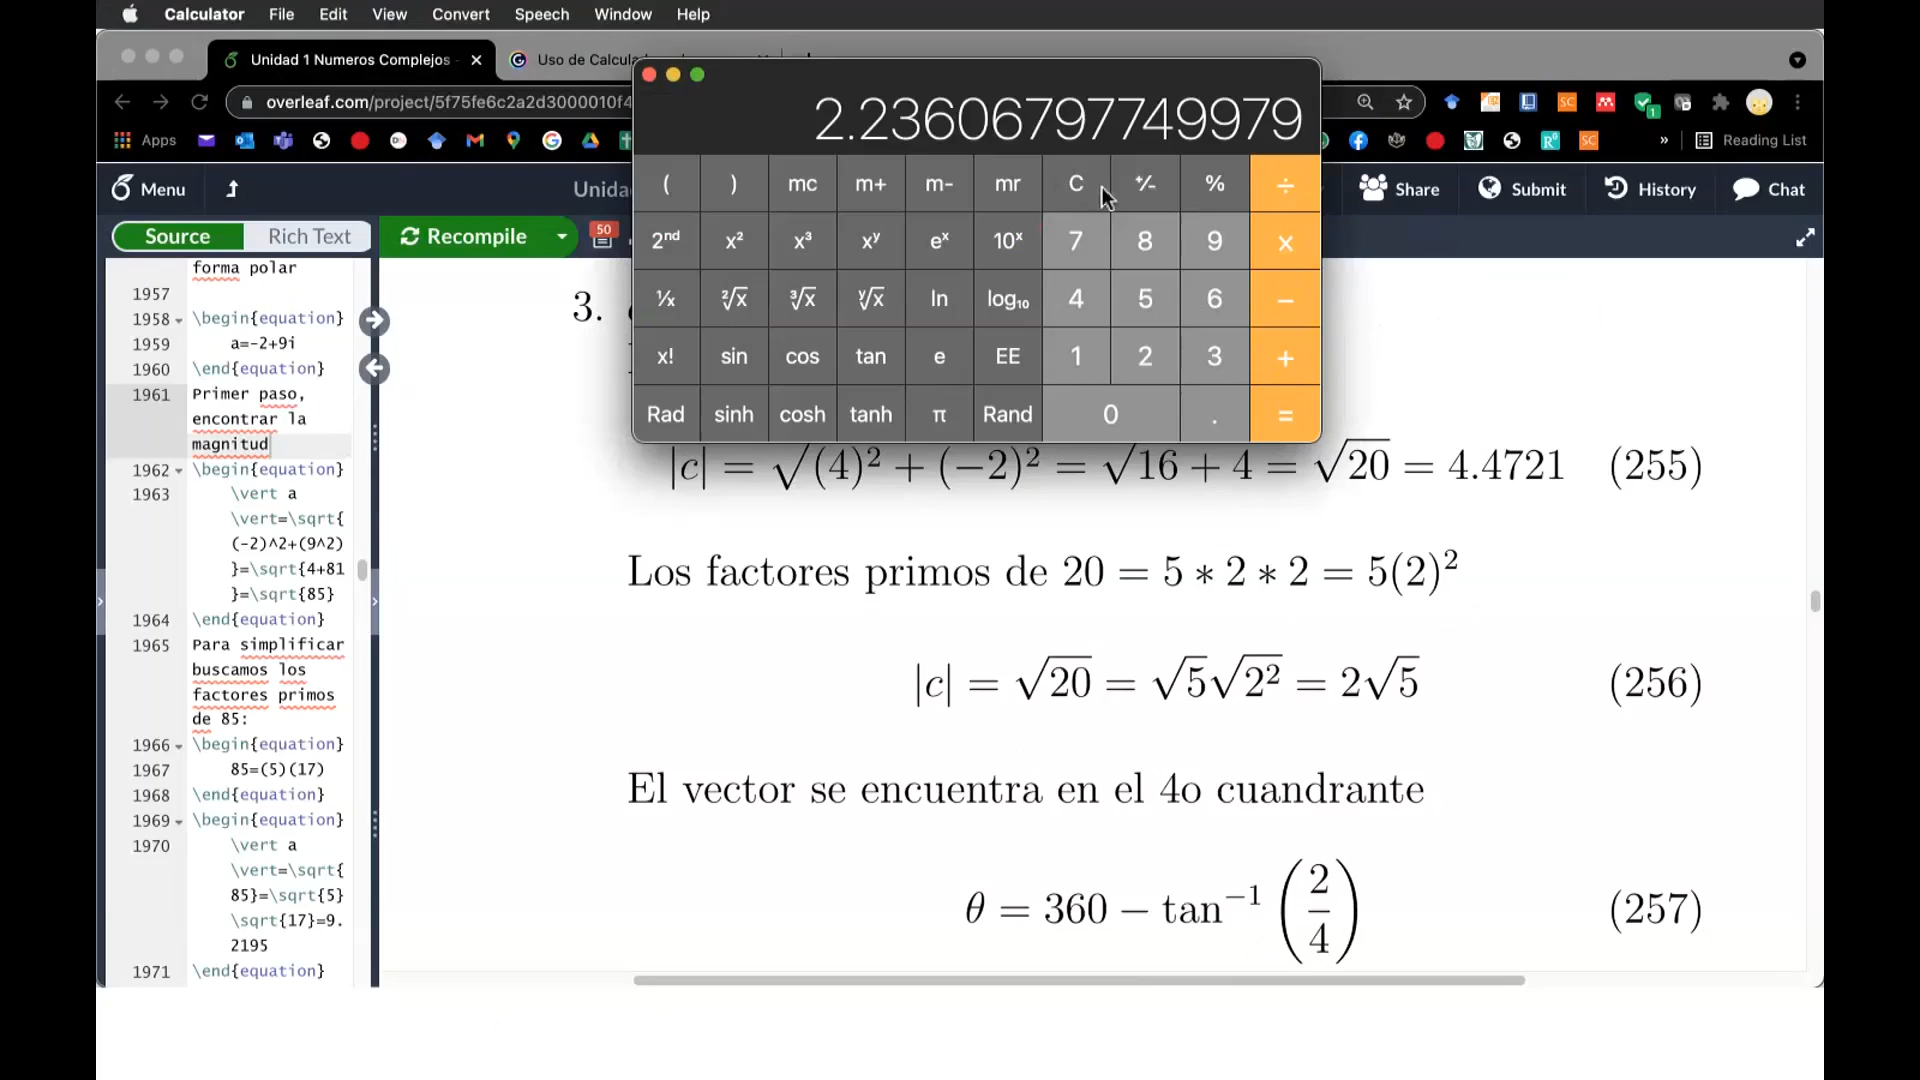 Calculator File Edit View Convert Speech Window Help
Unidad 1 Numeros Complejos
Uso de Calcu
overleaf.com/project/5f75fe6c2a2d3000010f4
Apps
Reading List
Menu
Unida
Share Submit History Chat
Source Rich Text
Recompile
50
2.23606797749979
( ) mc m+ m- mr C +/- % ÷
2nd x² x³ xʸ eˣ 10ˣ 7 8 9 ×
1/x ²√x ³√x ʸ√x ln log₁₀ 4 5 6 −
x! sin cos tan e EE 1 2 3 +
Rad sinh cosh tanh π Rand 0 . =
forma polar
1957
1958 \begin{equation}
1959 a=-2+9i
1960 \end{equation}
1961 Primer paso,
encontrar la
magnitud
1962 \begin{equation}
1963 \vert a
\vert=\sqrt{
(-2)^2+(9^2)
}=\sqrt{4+81
}=\sqrt{85}
1964 \end{equation}
1965 Para simplificar
buscamos los
factores primos
de 85:
1966 \begin{equation}
1967 85=(5)(17)
1968 \end{equation}
1969 \begin{equation}
1970 \vert a
\vert=\sqrt{
85}=\sqrt{5}
\sqrt{17}=9.
2195
1971 \end{equation}
3.
|c| = √(4)² + (−2)² = √16 + 4 = √20 = 4.4721 (255)
Los factores primos de 20 = 5 ∗ 2 ∗ 2 = 5(2)²
|c| = √20 = √5√2² = 2√5 (256)
El vector se encuentra en el 4o cuandrante
θ = 360 − tan⁻¹ (2/4) (257)